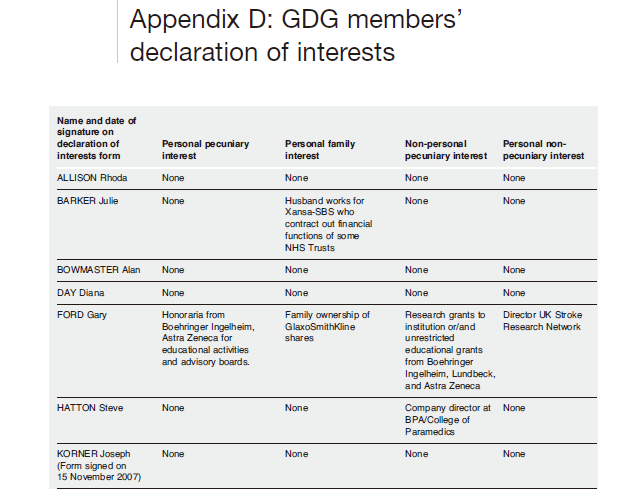 Appendix D: GDG members’
declaration of interests
Name and date of
signature on
declaration of
interests form
Personal pecuniary
interest
Personal family
interest
Non-personal
pecuniary interest
Personal non-
pecuniary interest
ALLISON Rhoda
None
None
None
None
BARKER Julie
None
Husband works for
Xansa-SBS who
contract out financial
functions of some
NHS Trusts
None
None
BOWMASTER Alan
None
None
None
None
DAY Diana
None
None
None
None
FORD Gary
Honoraria from
Boehringer Ingelheim,
Astra Zeneca for
educational activities
and advisory boards.
Family ownership of
GlaxoSmithKline
shares
Research grants to
institution or/and
unrestricted
educational grants
from Boehringer
Ingelheim, Lundbeck,
and Astra Zeneca
Director UK Stroke
Research Network
HATTON Steve
None
None
Company director at
BPA/College of
Paramedics
None
KORNER Joseph
(Form signed on
15 November 2007)
None
None
None
None